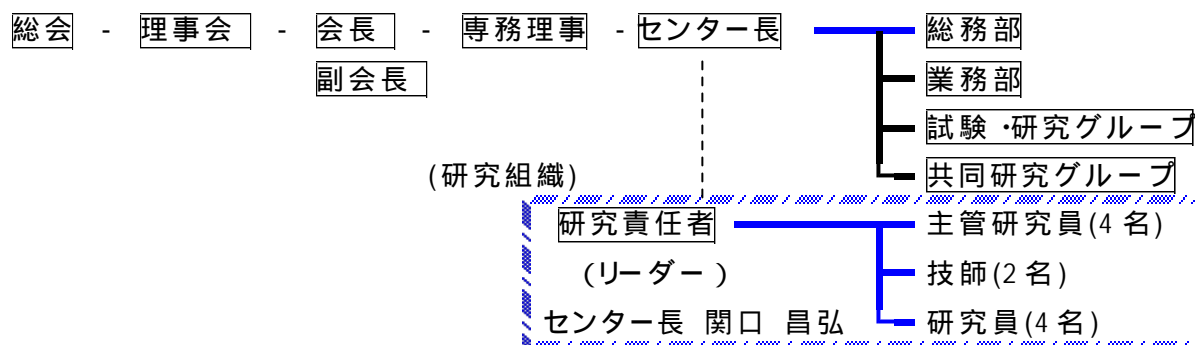 総会 - 理事会 - 会長 - 専務理事 - センター長 総務部
副会長 業務部
試験・研究グループ
(研究組織) 共同研究グループ
研究責任者 主管研究員(4名)
(リーダー) 技師(2名)
センター長 関口 昌弘 研究員(4名)